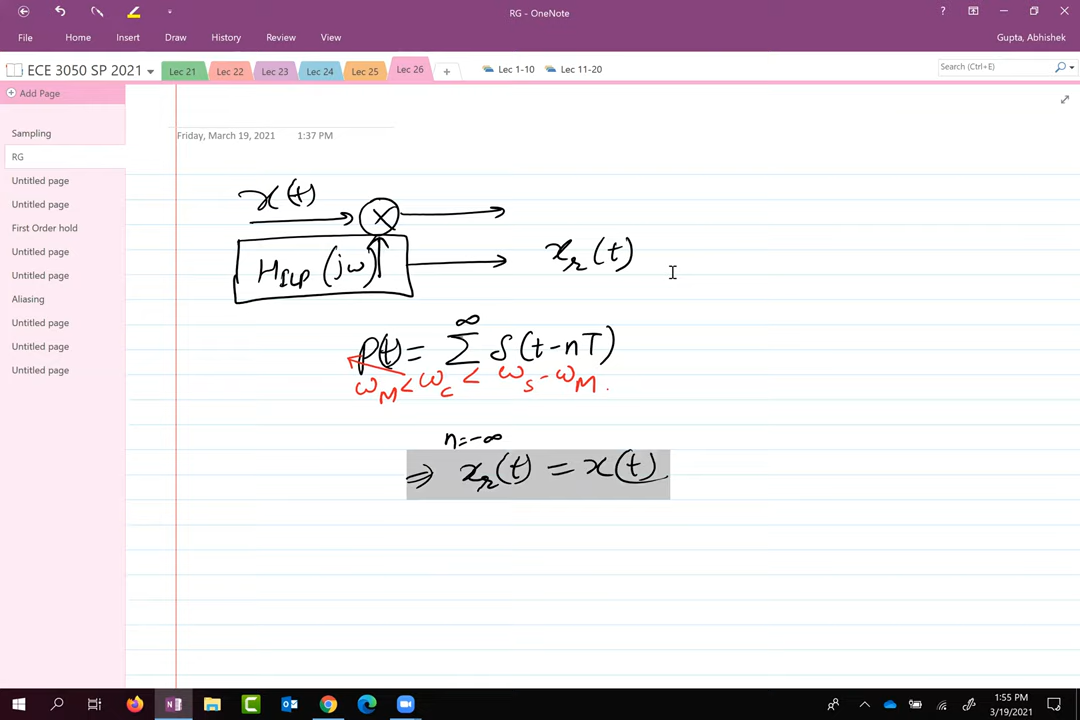 RG - OneNote
?
File Home Insert Draw History Review View
Gupta, Abhishek
ECE 3050 SP 2021
Lec 21 Lec 22 Lec 23 Lec 24 Lec 25 Lec 26 + Lec 1-10 Lec 11-20
Search (Ctrl+E)
Add Page
Sampling
RG
Untitled page
Untitled page
First Order hold
Untitled page
Untitled page
Aliasing
Untitled page
Untitled page
Untitled page
Friday, March 19, 2021 1:37 PM
x(t)
×
H_ILP (jω)
x_r(t)
∞
p(t) = Σ δ(t-nT)
ω_M < ω_c < ω_s - ω_M.
n=-∞
⇒ x_r(t) = x(t)
1:55 PM
3/19/2021